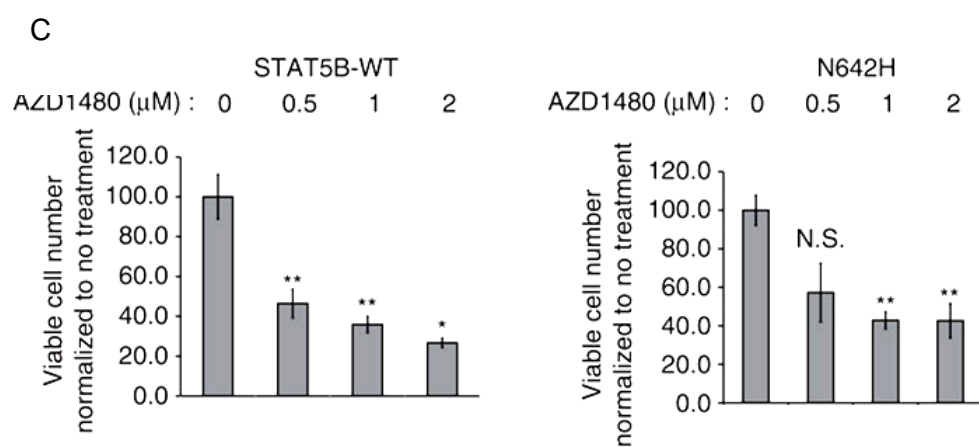 C
STAT5B-WT
AZD1480 (μM) : 0 0.5 1 2
Viable cell number
normalized to no treatment
120.0
100.0
80.0
60.0
40.0
20.0
0.0
**
**
*
N642H
AZD1480 (μM) : 0 0.5 1 2
Viable cell number
normalized to no treatment
120.0
100.0
80.0
60.0
40.0
20.0
0.0
N.S.
**
**